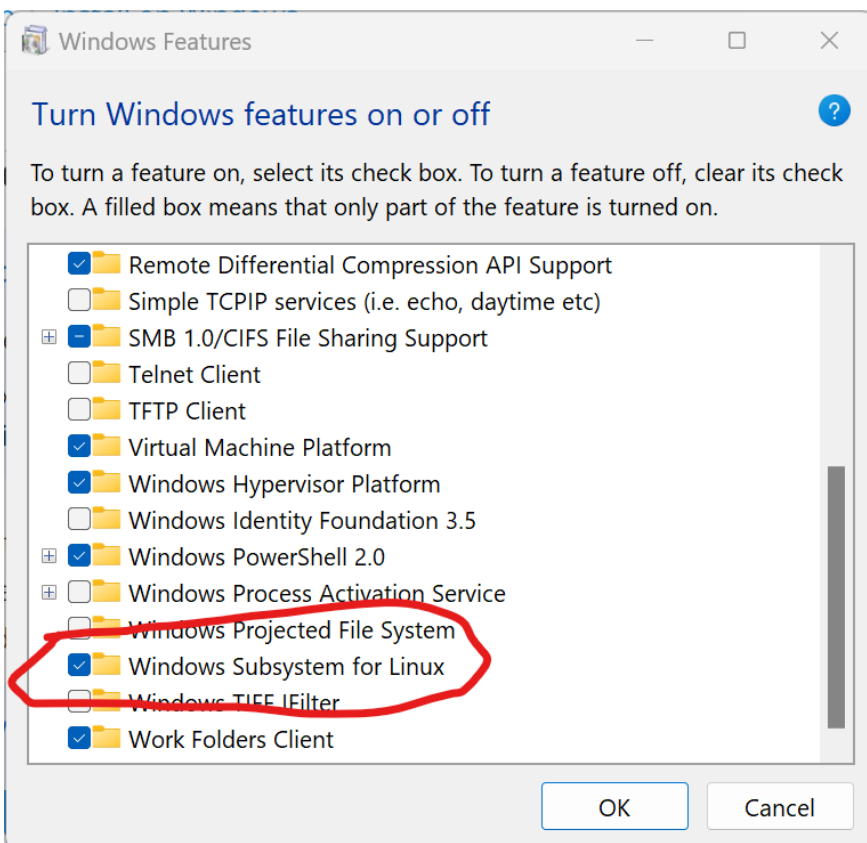 Windows Features
Turn Windows features on or off
?
To turn a feature on, select its check box. To turn a feature off, clear its check
box. A filled box means that only part of the feature is turned on.
Remote Differential Compression API Support
Simple TCPIP services (i.e. echo, daytime etc)
SMB 1.0/CIFS File Sharing Support
Telnet Client
TFTP Client
Virtual Machine Platform
Windows Hypervisor Platform
Windows Identity Foundation 3.5
Windows PowerShell 2.0
Windows Process Activation Service
Windows Projected File System
Windows Subsystem for Linux
Windows TIFF IFilter
Work Folders Client
OK Cancel